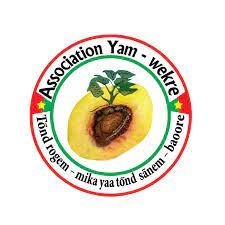 Association Yam - wekre
Tõnd rogem - mika yaa tõnd sãnem - baoore